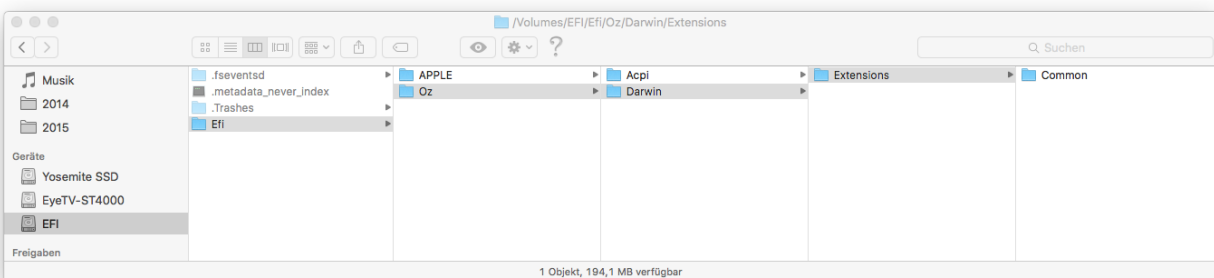 /Volumes/EFI/Efi/Oz/Darwin/Extensions
?
Suchen
Musik
2014
2015
Geräte
Yosemite SSD
EyeTV-ST4000
EFI
Freigaben
.fseventsd
.metadata_never_index
.Trashes
Efi
APPLE
Oz
Acpi
Darwin
Extensions
Common
1 Objekt, 194,1 MB verfügbar